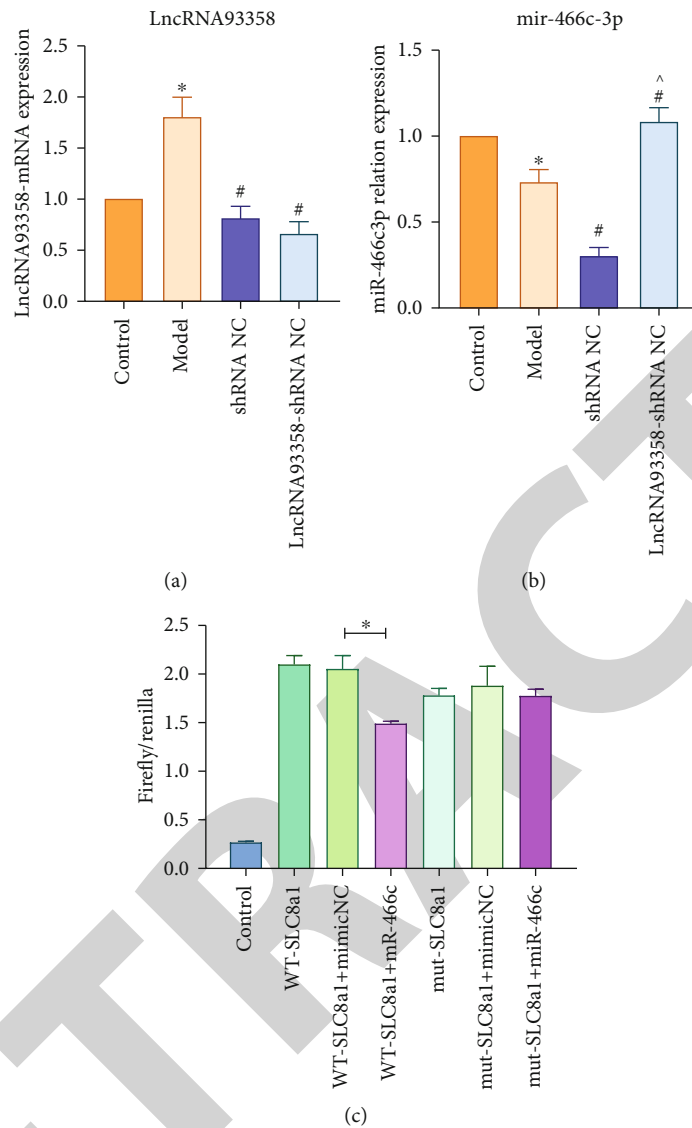 LncRNA93358
LncRNA93358-mRNA expression
2.5
2.0
1.5
1.0
0.5
0.0
*
#
#
Control
Model
shRNA NC
LncRNA93358-shRNA NC
(a)
mir-466c-3p
miR-466c3p relation expression
1.5
1.0
0.5
0.0
*
#
^
#
Control
Model
shRNA NC
LncRNA93358-shRNA NC
(b)
Firefly/renilla
2.5
2.0
1.5
1.0
0.5
0.0
*
Control
WT-SLC8a1
WT-SLC8a1+mimicNC
WT-SLC8a1+mR-466c
mut-SLC8a1
mut-SLC8a1+mimicNC
mut-SLC8a1+miR-466c
(c)
TRACT